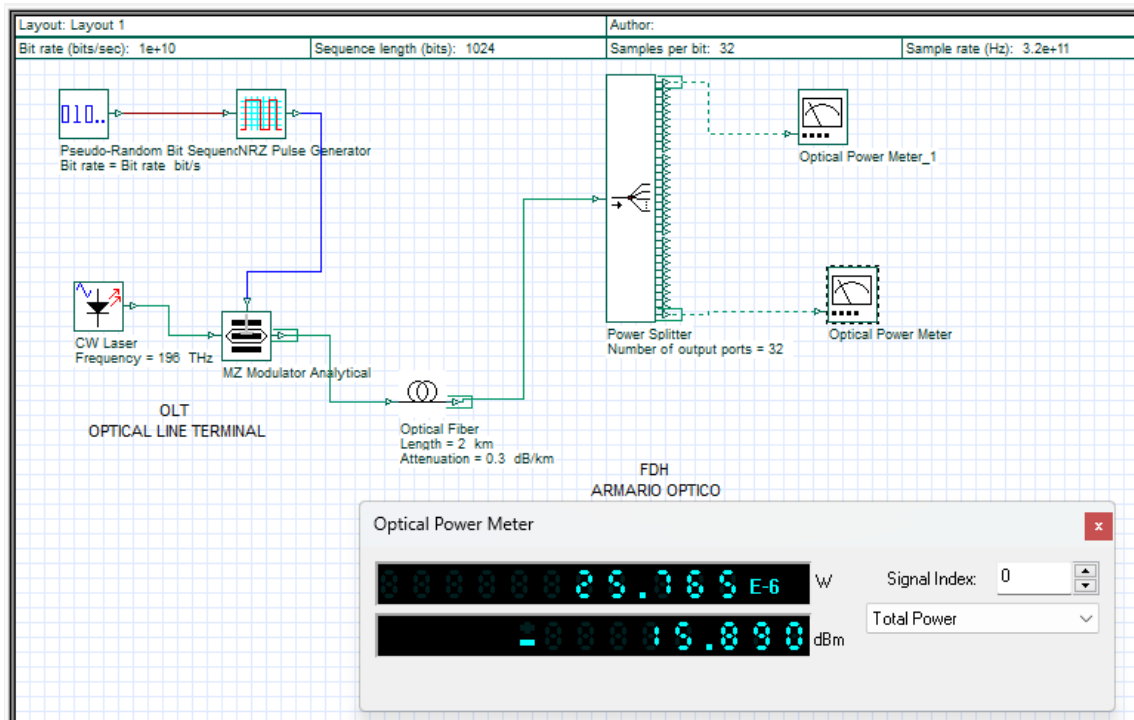 Layout: Layout 1
Author:
Bit rate (bits/sec): 1e+10
Sequence length (bits): 1024
Samples per bit: 32
Sample rate (Hz): 3.2e+11
010..
Pseudo-Random Bit Sequenc
NRZ Pulse Generator
Bit rate = Bit rate bit/s
Optical Power Meter_1
CW Laser
Frequency = 196 THz
MZ Modulator Analytical
Power Splitter
Number of output ports = 32
Optical Power Meter
OLT
OPTICAL LINE TERMINAL
Optical Fiber
Length = 2 km
Attenuation = 0.3 dB/km
FDH
ARMARIO OPTICO
Optical Power Meter
x
25.765 E-6 W
Signal Index: 0
Total Power
- 15.890 dBm